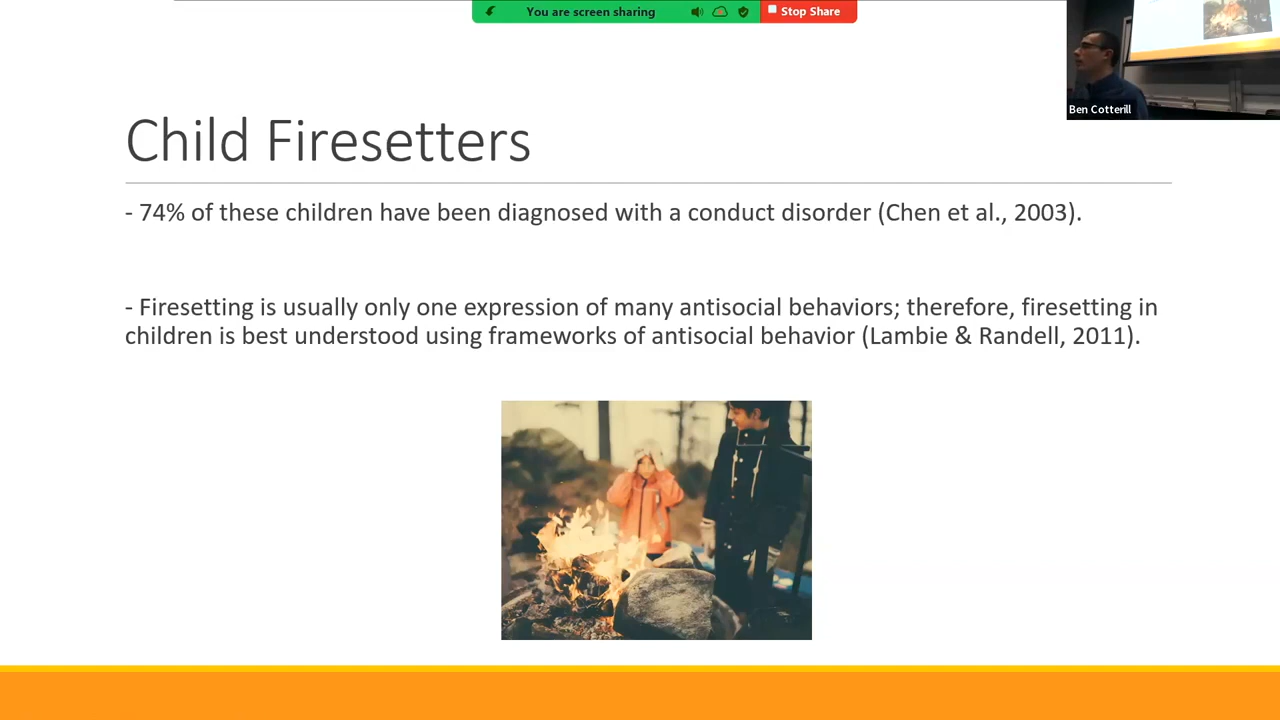 You are screen sharing
Stop Share
Ben Cotterill
Child Firesetters
- 74% of these children have been diagnosed with a conduct disorder (Chen et al., 2003).
- Firesetting is usually only one expression of many antisocial behaviors; therefore, firesetting in
children is best understood using frameworks of antisocial behavior (Lambie & Randell, 2011).